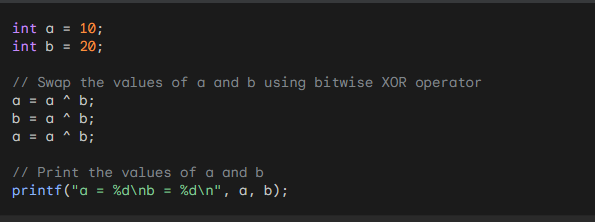 int a = 10;
int b = 20;
// Swap the values of a and b using bitwise XOR operator
a = a ^ b;
b = a ^ b;
a = a ^ b;
// Print the values of a and b
printf("a = %d\nb = %d\n", a, b);